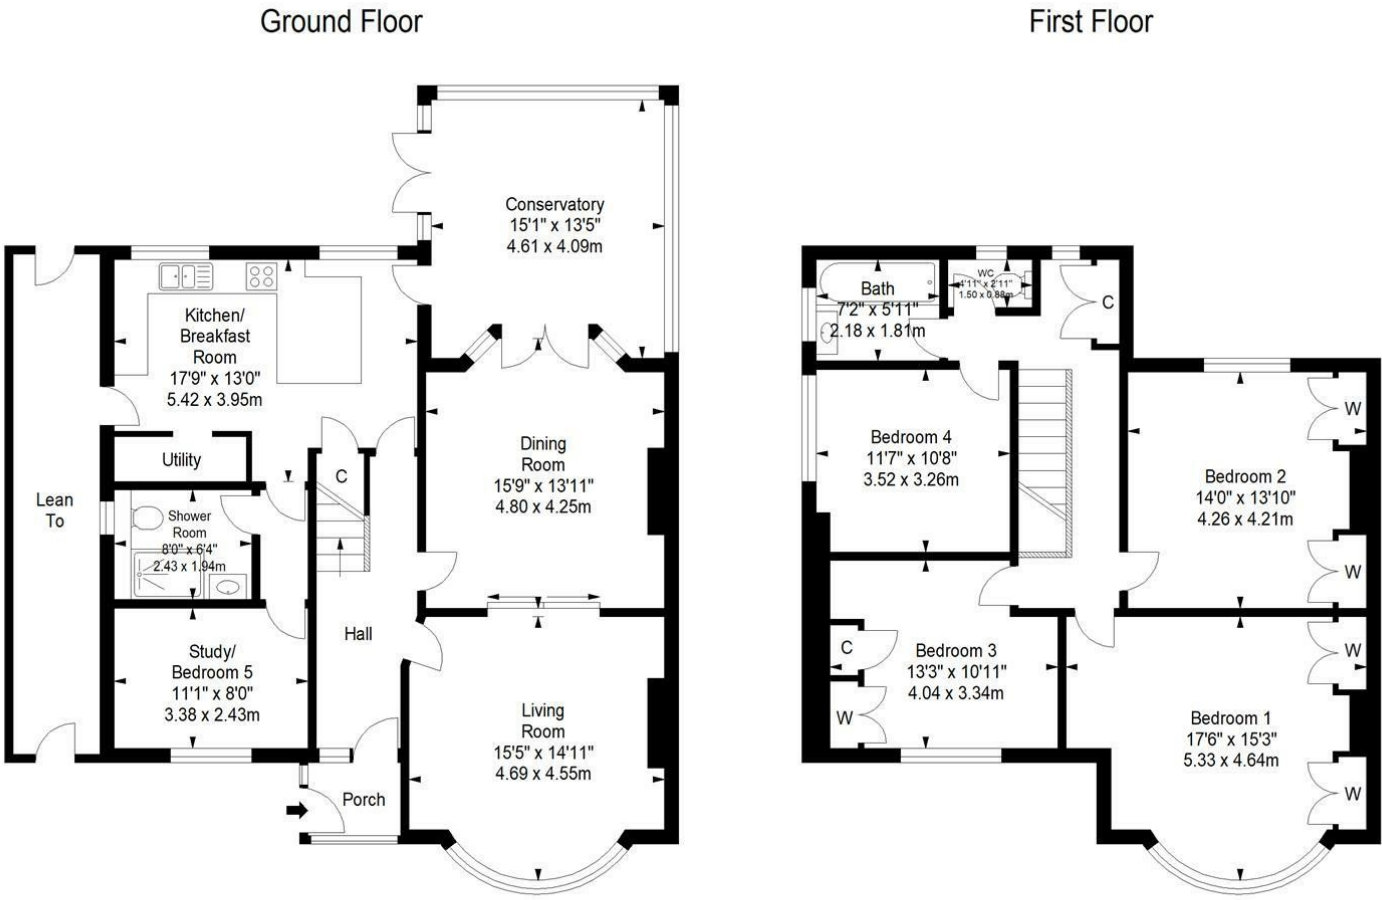 Ground Floor
First Floor
Conservatory
15'1" x 13'5"
4.61 x 4.09m
Kitchen/
Breakfast
Room
17'9" x 13'0"
5.42 x 3.95m
Utility
C
Dining
Room
15'9" x 13'11"
4.80 x 4.25m
Lean
To
Shower
Room
8'0" x 6'4"
2.43 x 1.94m
Hall
Study/
Bedroom 5
11'1" x 8'0"
3.38 x 2.43m
Living
Room
15'5" x 14'11"
4.69 x 4.55m
Porch
Bath
7'2" x 5'11"
2.18 x 1.81m
WC
4'11" x 2'11"
1.50 x 0.88m
C
Bedroom 4
11'7" x 10'8"
3.52 x 3.26m
W
Bedroom 2
14'0" x 13'10"
4.26 x 4.21m
W
C
Bedroom 3
13'3" x 10'11"
4.04 x 3.34m
W
W
Bedroom 1
17'6" x 15'3"
5.33 x 4.64m
W